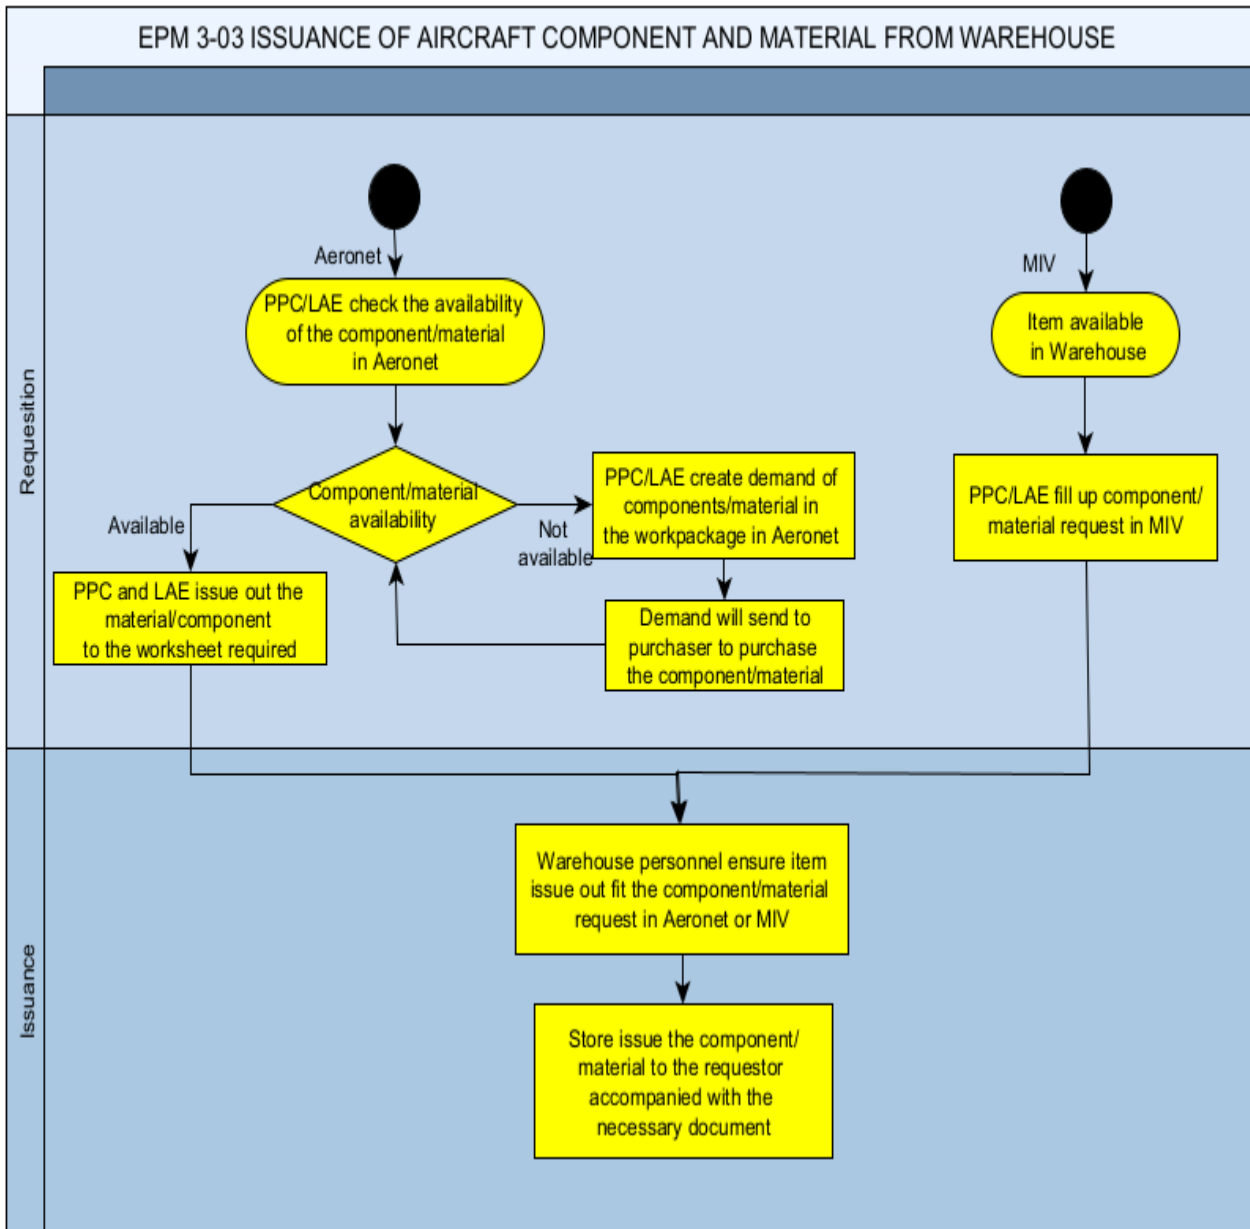 EPM 3-03 ISSUANCE OF AIRCRAFT COMPONENT AND MATERIAL FROM WAREHOUSE
Requesition
Aeronet
PPC/LAE check the availability
of the component/material
in Aeronet
Component/material
availability
Available
Not
available
PPC/LAE create demand of
components/material in
the workpackage in Aeronet
Demand will send to
purchaser to purchase
the component/material
PPC and LAE issue out the
material/component
to the worksheet required
MIV
Item available
in Warehouse
PPC/LAE fill up component/
material request in MIV
Issuance
Warehouse personnel ensure item
issue out fit the component/material
request in Aeronet or MIV
Store issue the component/
material to the requestor
accompanied with the
necessary document